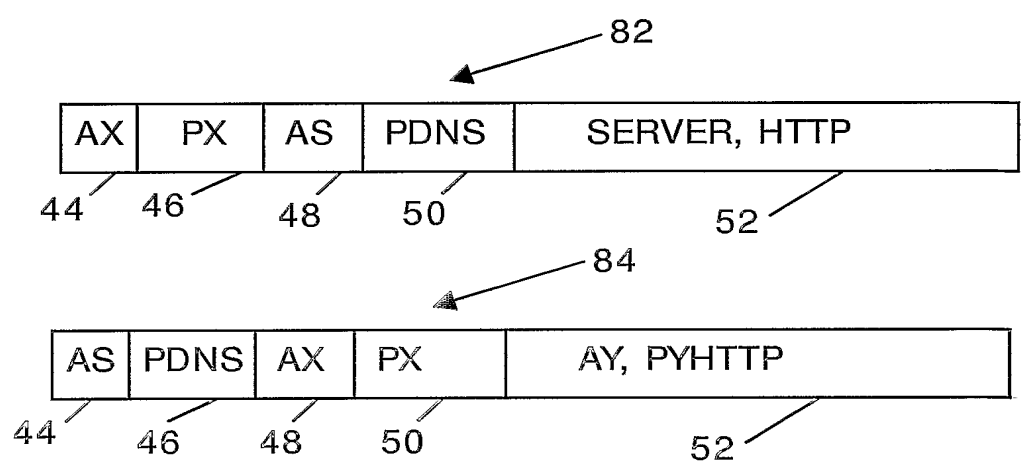 82
AX PX AS PDNS SERVER, HTTP
44 46 48 50 52
84
AS PDNS AX PX AY, PYHTTP
44 46 48 50 52